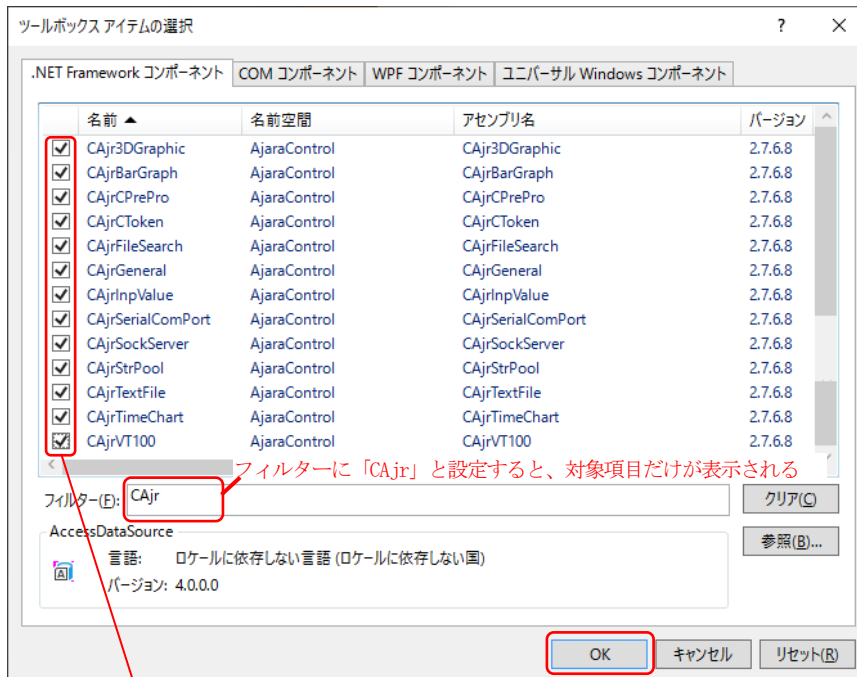 ツールボックス アイテムの選択 ? ×
.NET Framework コンポーネント COM コンポーネント WPF コンポーネント ユニバーサル Windows コンポーネント
名前 ▲ 名前空間 アセンブリ名 バージョン
CAjr3DGraphic AjaraControl CAjr3DGraphic 2.7.6.8
CAjrBarGraph AjaraControl CAjrBarGraph 2.7.6.8
CAjrCPrePro AjaraControl CAjrCPrePro 2.7.6.8
CAjrCToken AjaraControl CAjrCToken 2.7.6.8
CAjrFileSearch AjaraControl CAjrFileSearch 2.7.6.8
CAjrGeneral AjaraControl CAjrGeneral 2.7.6.8
CAjrInpValue AjaraControl CAjrInpValue 2.7.6.8
CAjrSerialComPort AjaraControl CAjrSerialComPort 2.7.6.8
CAjrSockServer AjaraControl CAjrSockServer 2.7.6.8
CAjrStrPool AjaraControl CAjrStrPool 2.7.6.8
CAjrTextFile AjaraControl CAjrTextFile 2.7.6.8
CAjrTimeChart AjaraControl CAjrTimeChart 2.7.6.8
CAjrVT100 AjaraControl CAjrVT100 2.7.6.8
フィルターに「CAjr」と設定すると、対象項目だけが表示される
フィルター(F): CAjr クリア(C)
AccessDataSource 参照(B)...
言語: ロケールに依存しない言語 (ロケールに依存しない国)
バージョン: 4.0.0.0
OK キャンセル リセット(R)